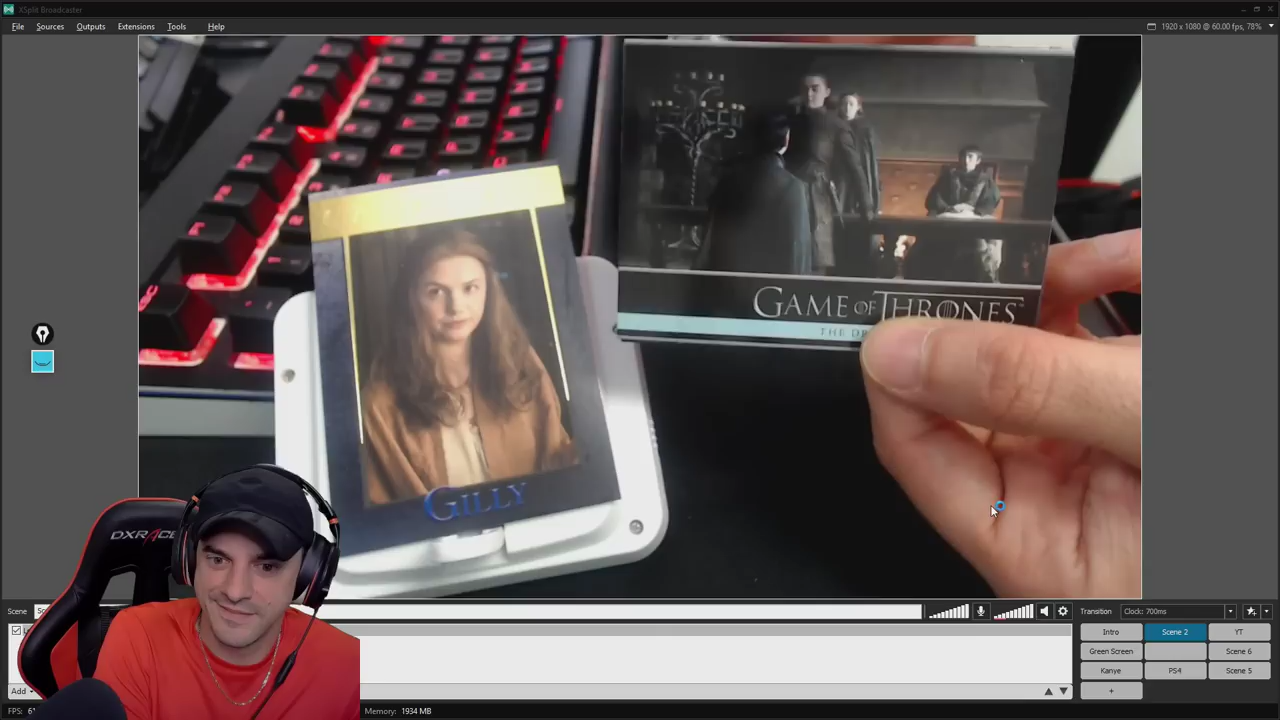 XSplit Broadcaster
File Sources Outputs Extensions Tools Help
1920 x 1080 @ 60.00 fps, 78%
GAME OF THRONES
THE
GILLY
DXRACE
Scene
Transition Clock: 700ms
Intro Scene 2 YT
Green Screen Scene 6
Kanye PS4 Scene 5
+
Add
FPS:
Memory: 1934 MB